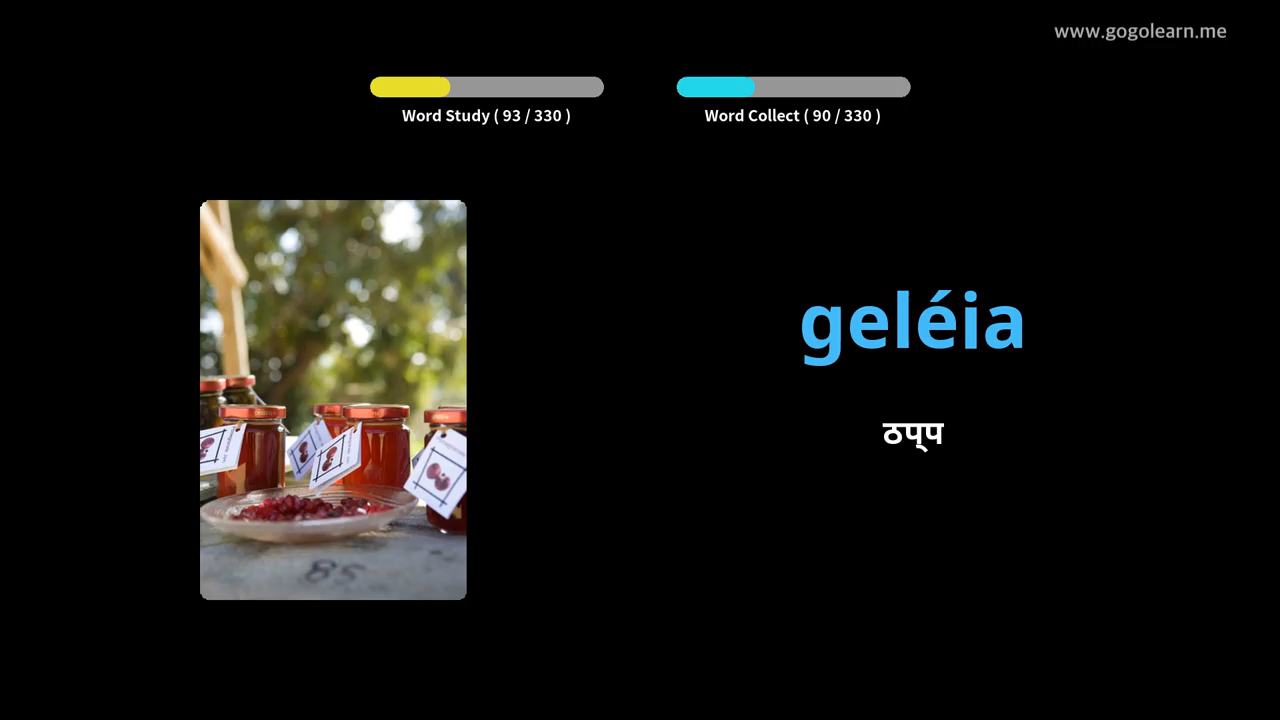 www.gogolearn.me
Word Study ( 93 / 330 )
Word Collect ( 90 / 330 )
geléia
ठप्प
85